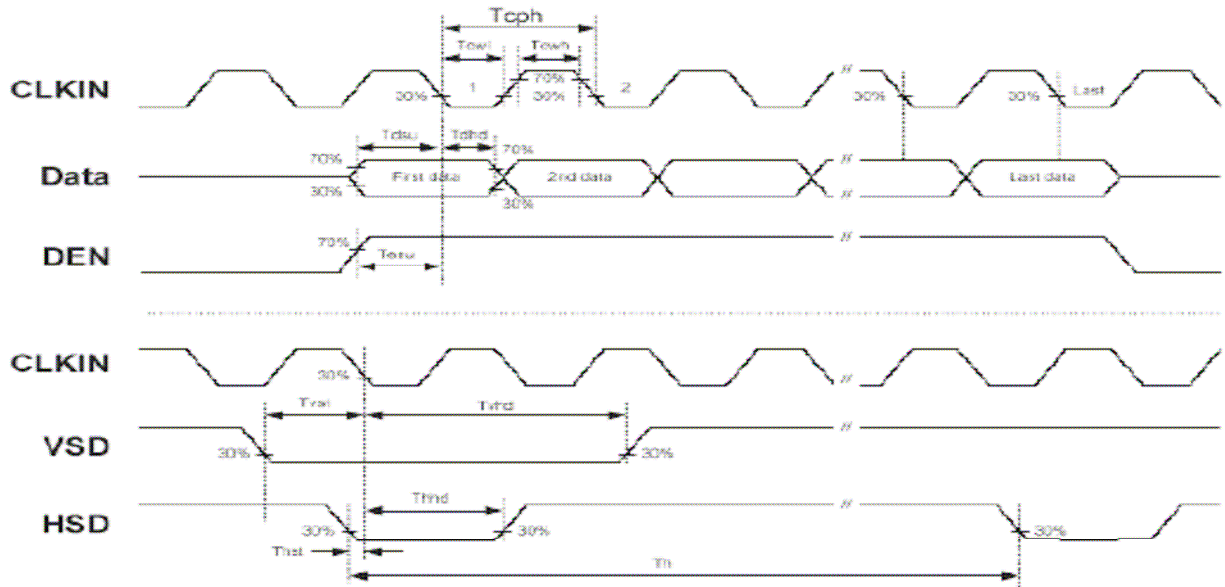 Tcph
Tcwl Tcwh
CLKIN 30% 1 70% 30% 2 30% 30% Last
Tdsu Tdhd
70% 70%
Data First data 2nd data Last data
30% 30%
DEN 70%
Tesu
CLKIN 30%
Tvst Tvhd
VSD 30% 30%
Thhd
HSD 30% 30% 30%
Thst
Th